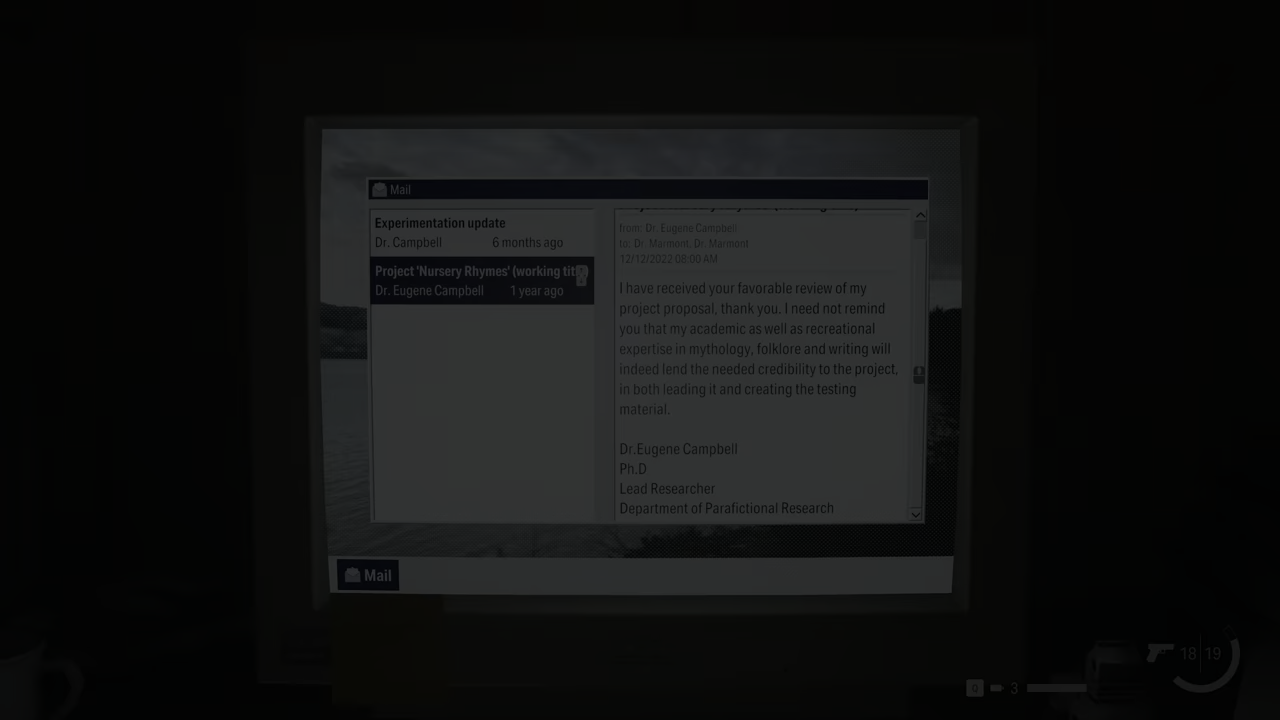 Mail
Experimentation update
Dr. Campbell 6 months ago
Project 'Nursery Rhymes' (working tit
Dr. Eugene Campbell 1 year ago
from: Dr. Eugene Campbell
to: Dr. Marmont, Dr. Marmont
12/12/2022 08:00 AM
I have received your favorable review of my
project proposal, thank you. I need not remind
you that my academic as well as recreational
expertise in mythology, folklore and writing will
indeed lend the needed credibility to the project,
in both leading it and creating the testing
material.
Dr.Eugene Campbell
Ph.D
Lead Researcher
Department of Parafictional Research
Mail
18 19
Q 3